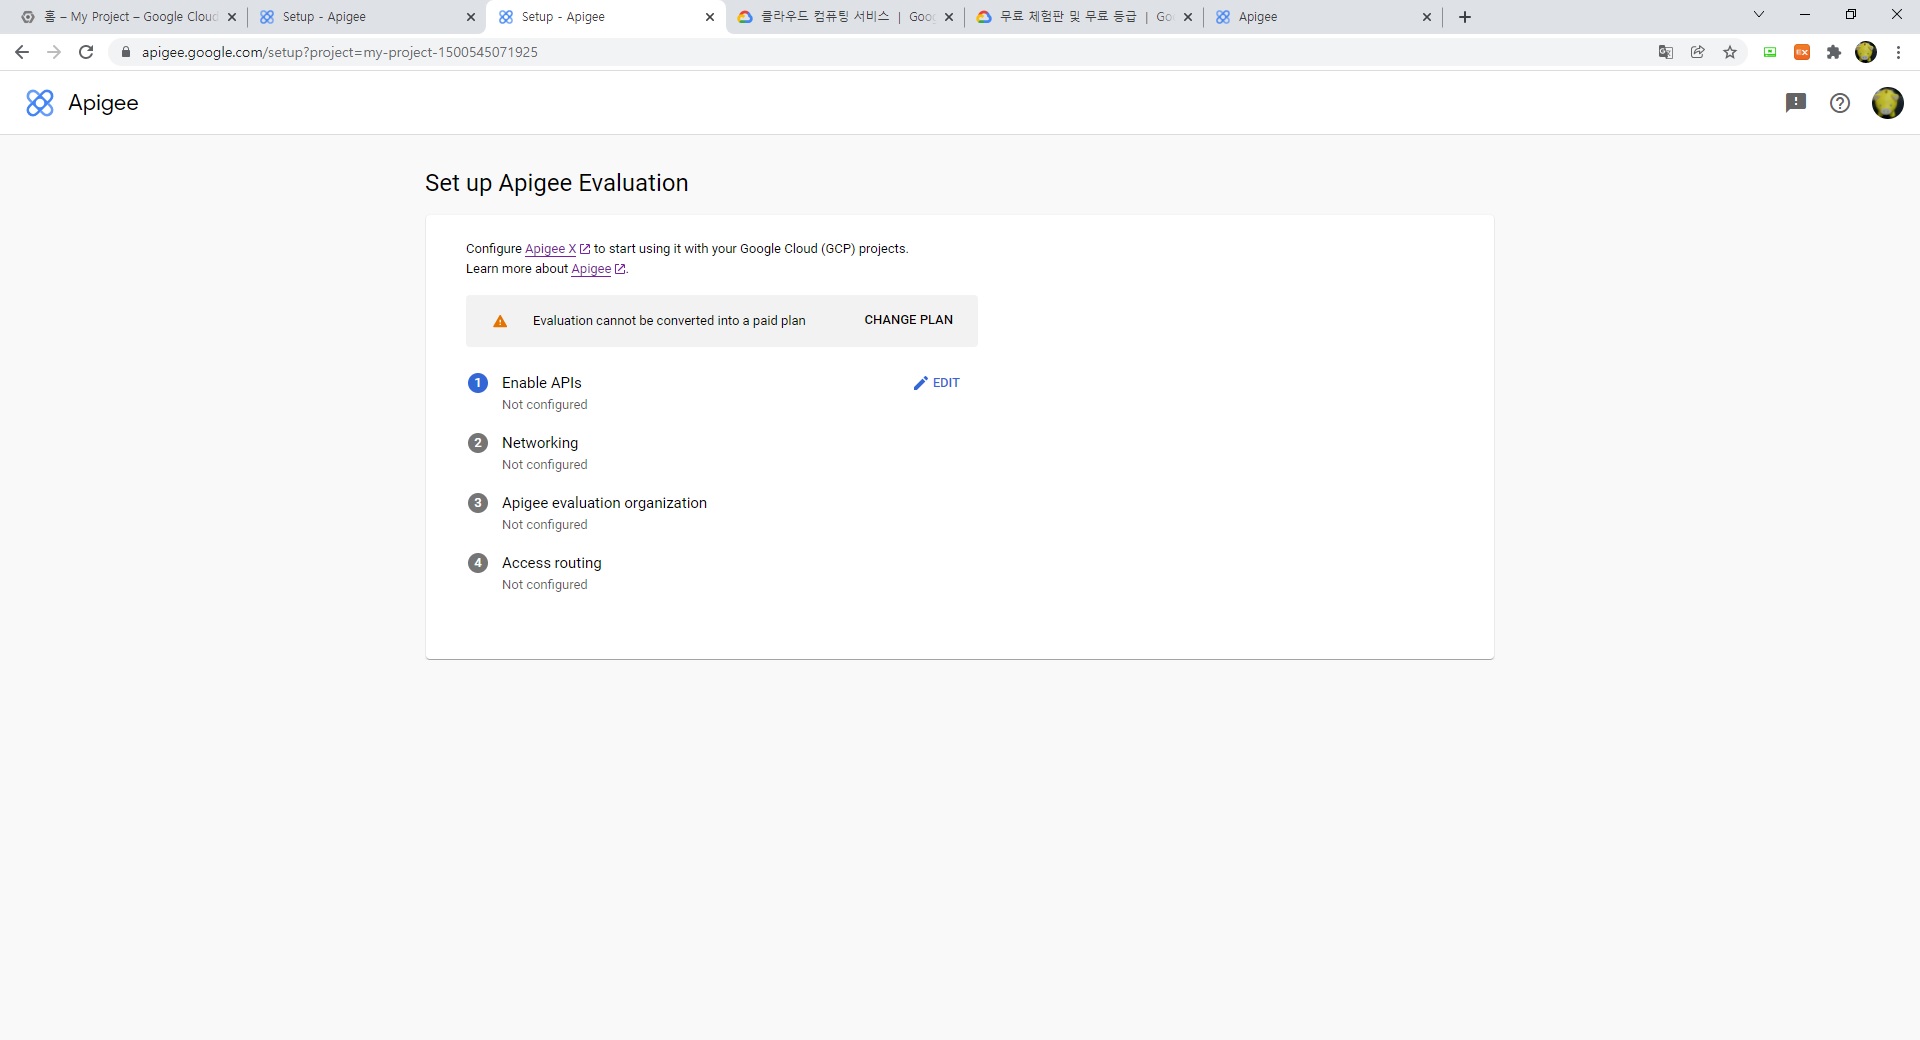 홈 – My Project – Google Cloud
Setup - Apigee
Setup - Apigee
클라우드 컴퓨팅 서비스 | Goog
무료 체험판 및 무료 등급 | Go
Apigee
apigee.google.com/setup?project=my-project-1500545071925
EX
Apigee
Set up Apigee Evaluation
Configure Apigee X to start using it with your Google Cloud (GCP) projects.
Learn more about Apigee.
Evaluation cannot be converted into a paid plan CHANGE PLAN
1 Enable APIs EDIT
Not configured
2 Networking
Not configured
3 Apigee evaluation organization
Not configured
4 Access routing
Not configured